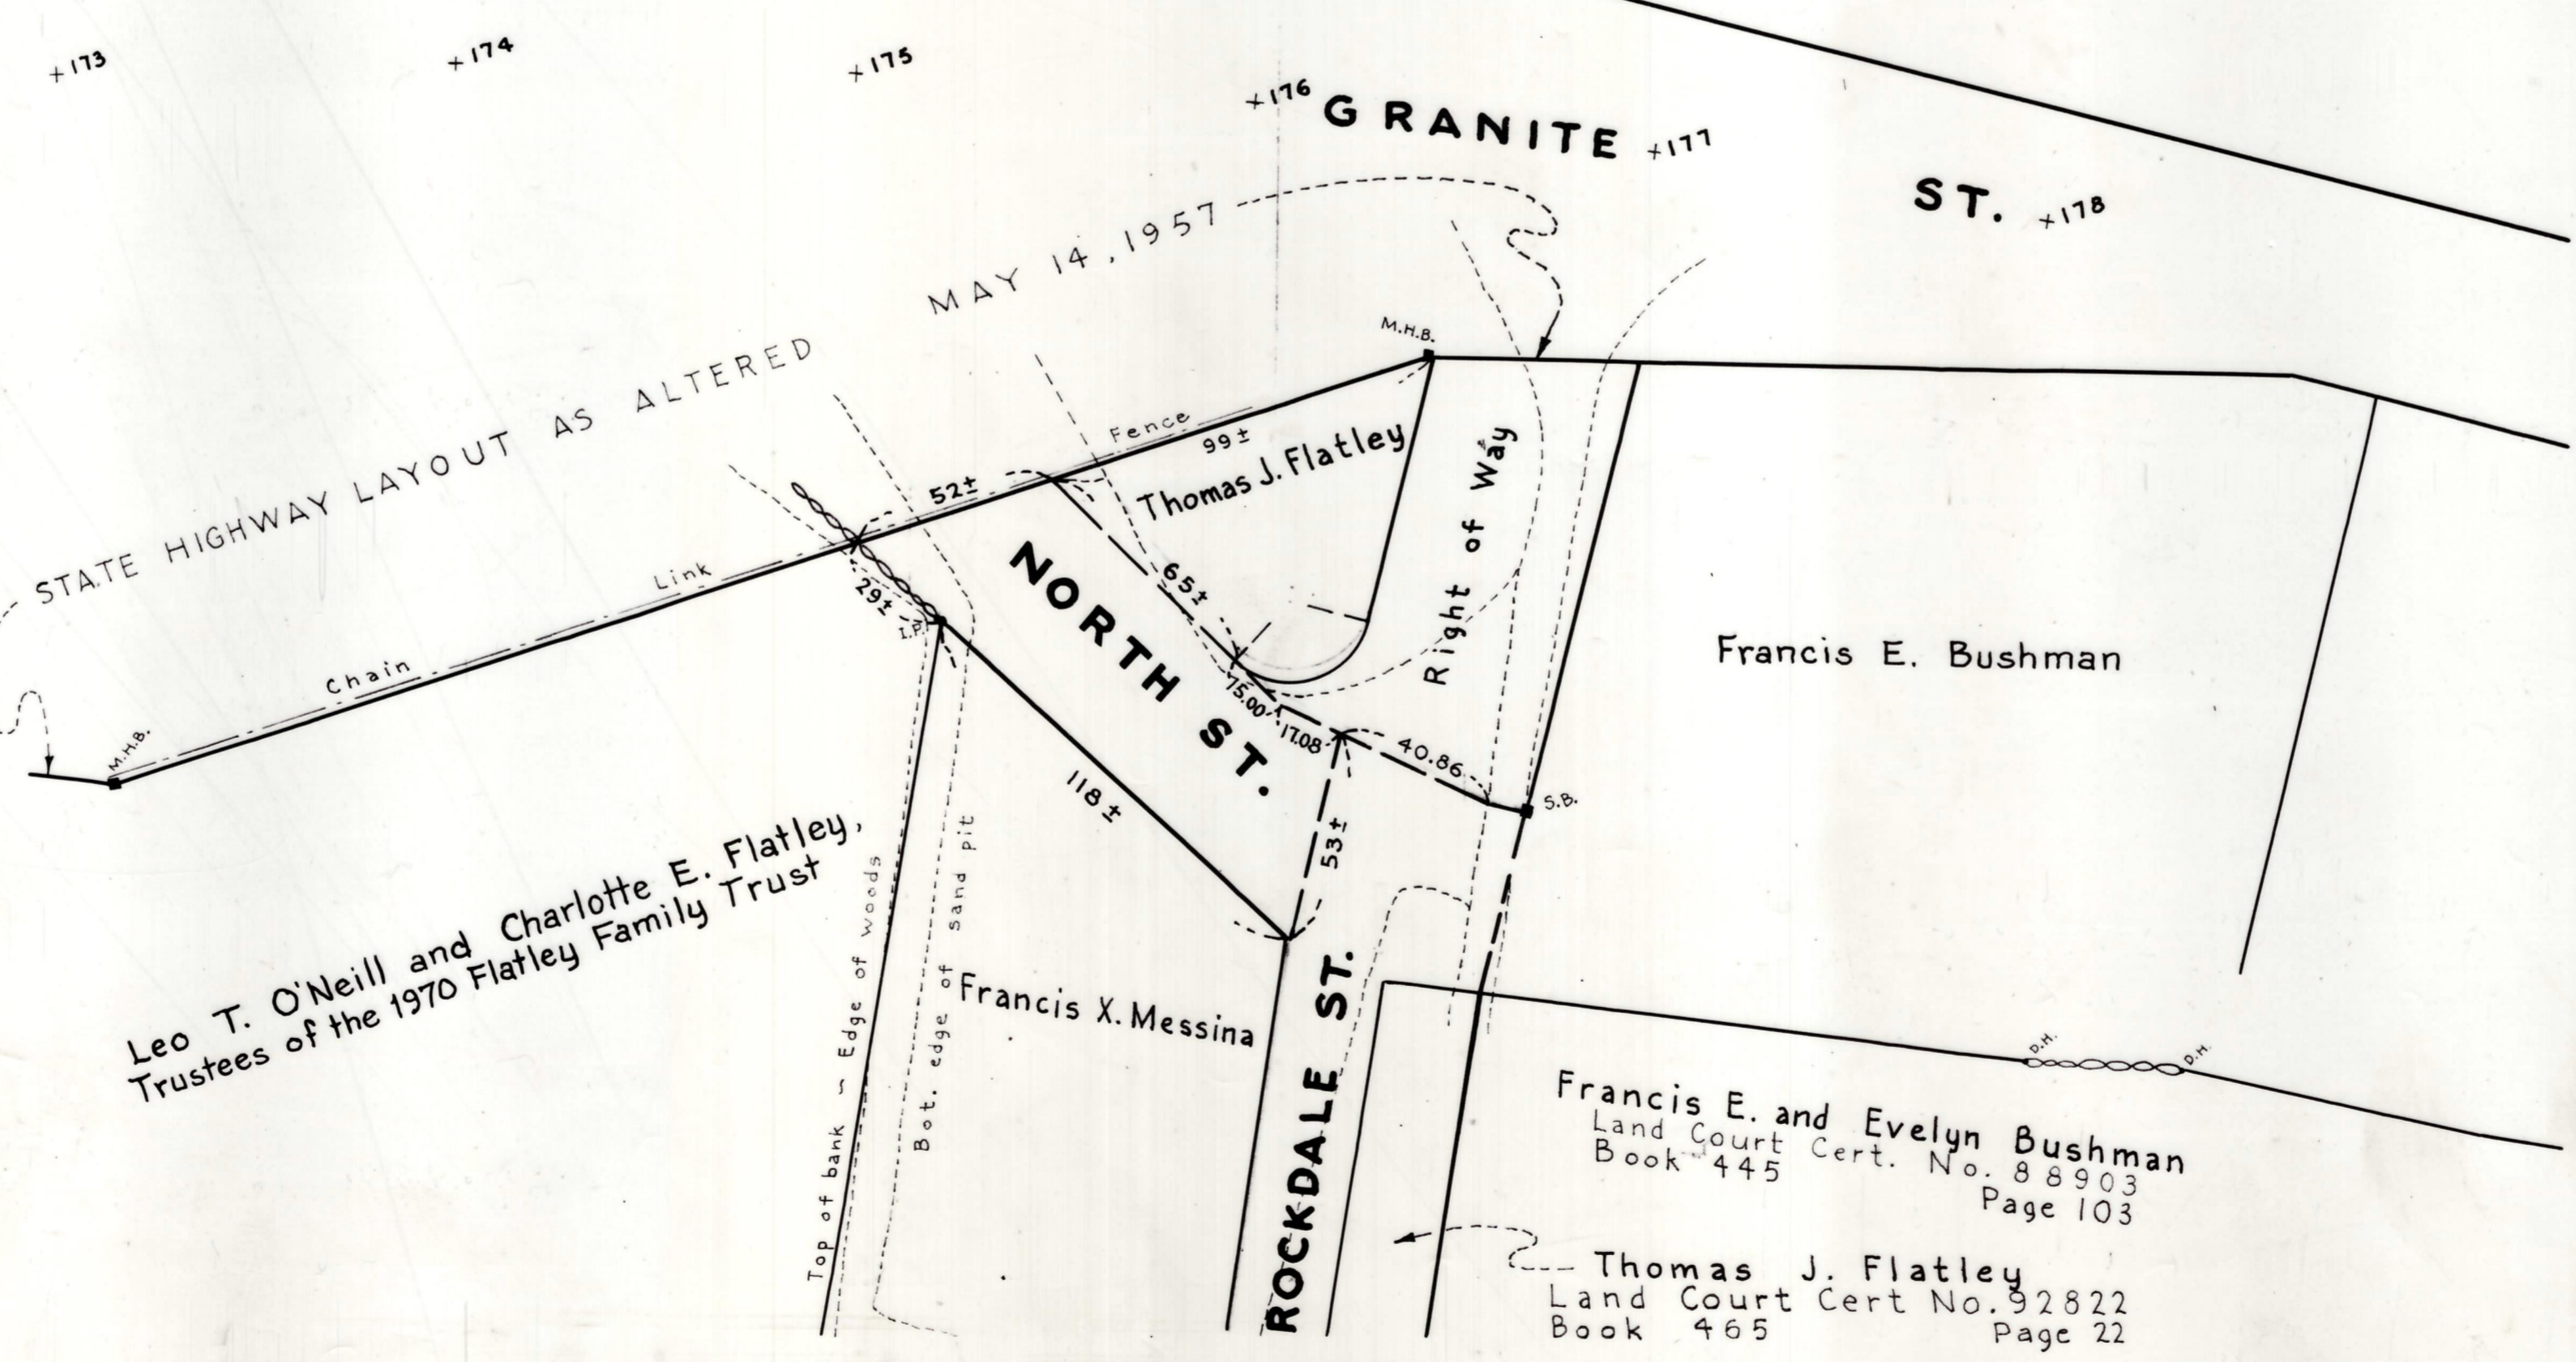 +173
+174
+175
+176
+177
+178
GRANITE ST.
STATE HIGHWAY LAYOUT AS ALTERED MAY 14, 1957
M.H.B.
Chain Link Fence
52±
99±
Thomas J. Flatley
M.H.B.
29±
I.P.
65±
NORTH ST.
Right of Way
15.00
17.08
40.86
S.B.
118±
53±
Francis E. Bushman
Leo T. O'Neill and Charlotte E. Flatley,
Trustees of the 1970 Flatley Family Trust
Top of bank ~ Edge of woods
Bot. edge of sand pit
Francis X. Messina
ROCKDALE ST.
D.H.
D.H.
Francis E. and Evelyn Bushman
Land Court Cert. No. 88903
Book 445 Page 103
Thomas J. Flatley
Land Court Cert No. 92822
Book 465 Page 22